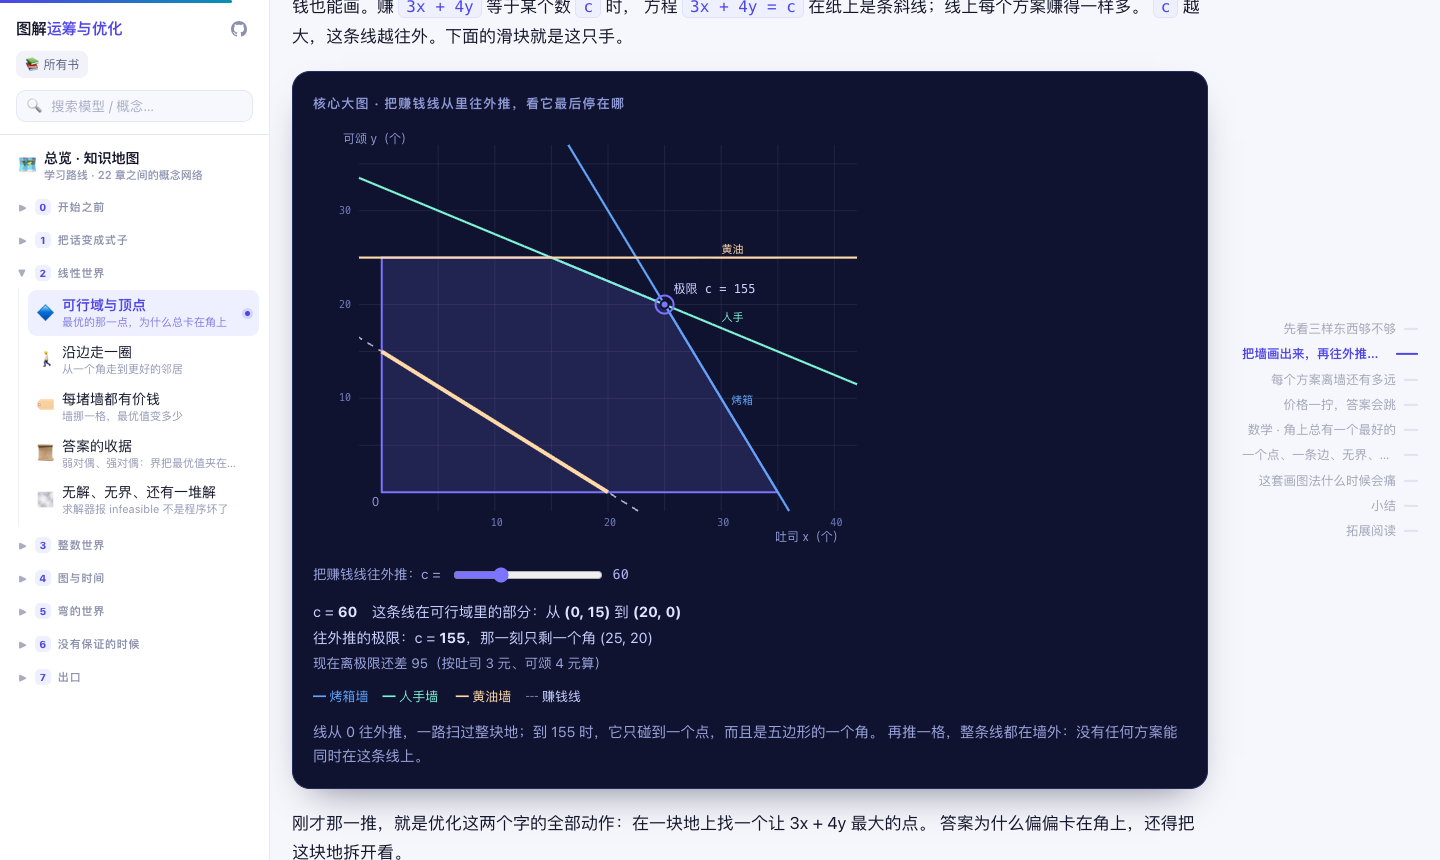 图解运筹与优化
所有书
搜索模型 / 概念...
总览 · 知识地图
学习路线 · 22 章之间的概念网络
0 开始之前
1 把话变成式子
2 线性世界
可行域与顶点
最优的那一点，为什么总卡在角上
沿边走一圈
从一个角走到更好的邻居
每堵墙都有价钱
墙挪一格，最优值变多少
答案的收据
弱对偶、强对偶：界把最优值夹在...
无解、无界、还有一堆解
求解器报 infeasible 不是程序坏了
3 整数世界
4 图与时间
5 弯的世界
6 没有保证的时候
7 出口
钱也能画。赚 3x + 4y 等于某个数 c 时， 方程 3x + 4y = c 在纸上是条斜线；线上每个方案赚得一样多。 c 越
大，这条线越往外。下面的滑块就是这只手。
核心大图 · 把赚钱线从里往外推，看它最后停在哪
可颂 y（个）
30
黄油
极限 c = 155
20
人手
10
烤箱
0
10 20 30 40
吐司 x（个）
把赚钱线往外推：c = 60
c = 60 这条线在可行域里的部分：从 (0, 15) 到 (20, 0)
往外推的极限：c = 155，那一刻只剩一个角 (25, 20)
现在离极限还差 95（按吐司 3 元、可颂 4 元算）
烤箱墙 人手墙 黄油墙 --- 赚钱线
线从 0 往外推，一路扫过整块地；到 155 时，它只碰到一个点，而且是五边形的一个角。 再推一格，整条线都在墙外：没有任何方案能
同时在这条线上。
刚才那一推，就是优化这两个字的全部动作：在一块地上找一个让 3x + 4y 最大的点。 答案为什么偏偏卡在角上，还得把
这块地拆开看。
先看三样东西够不够
把墙画出来，再往外推...
每个方案离墙还有多远
价格一拧，答案会跳
数学 · 角上总有一个最好的
一个点、一条边、无界、...
这套画图法什么时候会痛
小结
拓展阅读